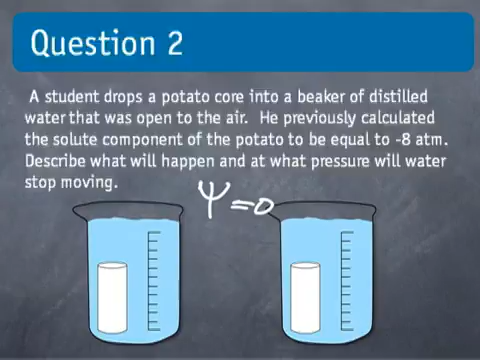 Question 2
A student drops a potato core into a beaker of distilled
water that was open to the air. He previously calculated
the solute component of the potato to be equal to -8 atm.
Describe what will happen and at what pressure will water
stop moving.
Ψ=0